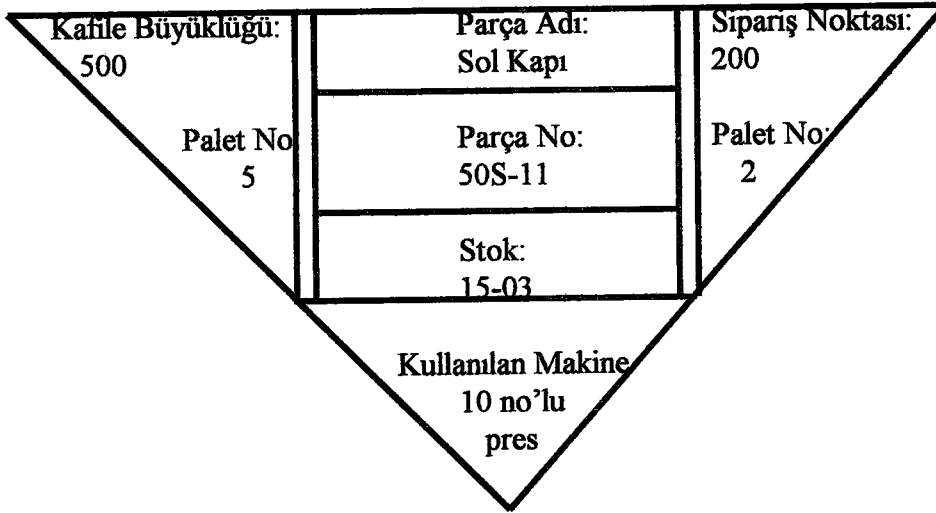 Kafile Büyüklüğü:
500
Palet No
5
Parça Adı:
Sol Kapı
Parça No:
50S-11
Stok:
15-03
Sipariş Noktası:
200
Palet No:
2
Kullanılan Makine
10 no’lu
pres